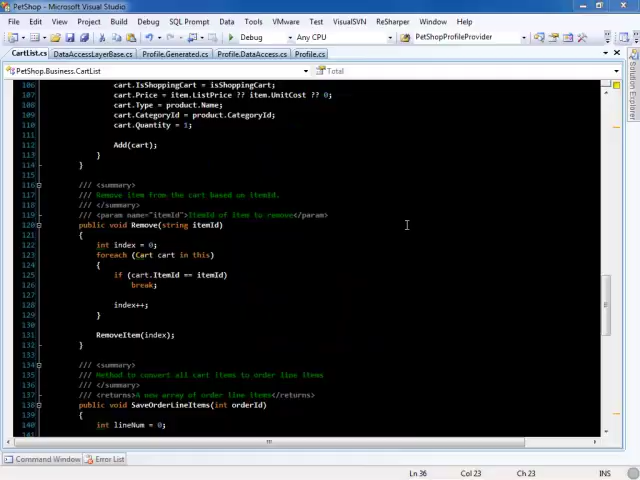 PetShop - Microsoft Visual Studio
File Edit View Project Build Debug SQL Prompt Data Tools VMware Test VisualSVN ReSharper Window Help
Debug Any CPU PetShopProfileProvider
CartList.cs DataAccessLayerBase.cs Profile.Generated.cs ProfileDataAccess.cs Profile.cs
PetShop.Business.CartList Total
Solution Explorer
106 cart.IsShoppingCart = isShoppingCart;
107 cart.Price = item.ListPrice ?? item.UnitCost ?? 0;
108 cart.Type = product.Name;
109 cart.CategoryId = product.CategoryId;
110 cart.Quantity = 1;
111
112 Add(cart);
113 }
114 }
115
116 /// <summary>
117 /// Remove item from the cart based on itemId.
118 /// </summary>
119 /// <param name="itemId">ItemId of item to remove</param>
120 public void Remove(string itemId)
121 {
122 int index = 0;
123 foreach (Cart cart in this)
124 {
125 if (cart.ItemId == itemId)
126 break;
127
128 index++;
129 }
130
131 RemoveItem(index);
132 }
133
134 /// <summary>
135 /// Method to convert all cart items to order line items
136 /// </summary>
137 /// <returns>A new array of order line items</returns>
138 public void SaveOrderLineItems(int orderId)
139 {
140 int lineNum = 0;
141
Command Window Error List
Ln 36 Col 23 Ch 23 INS